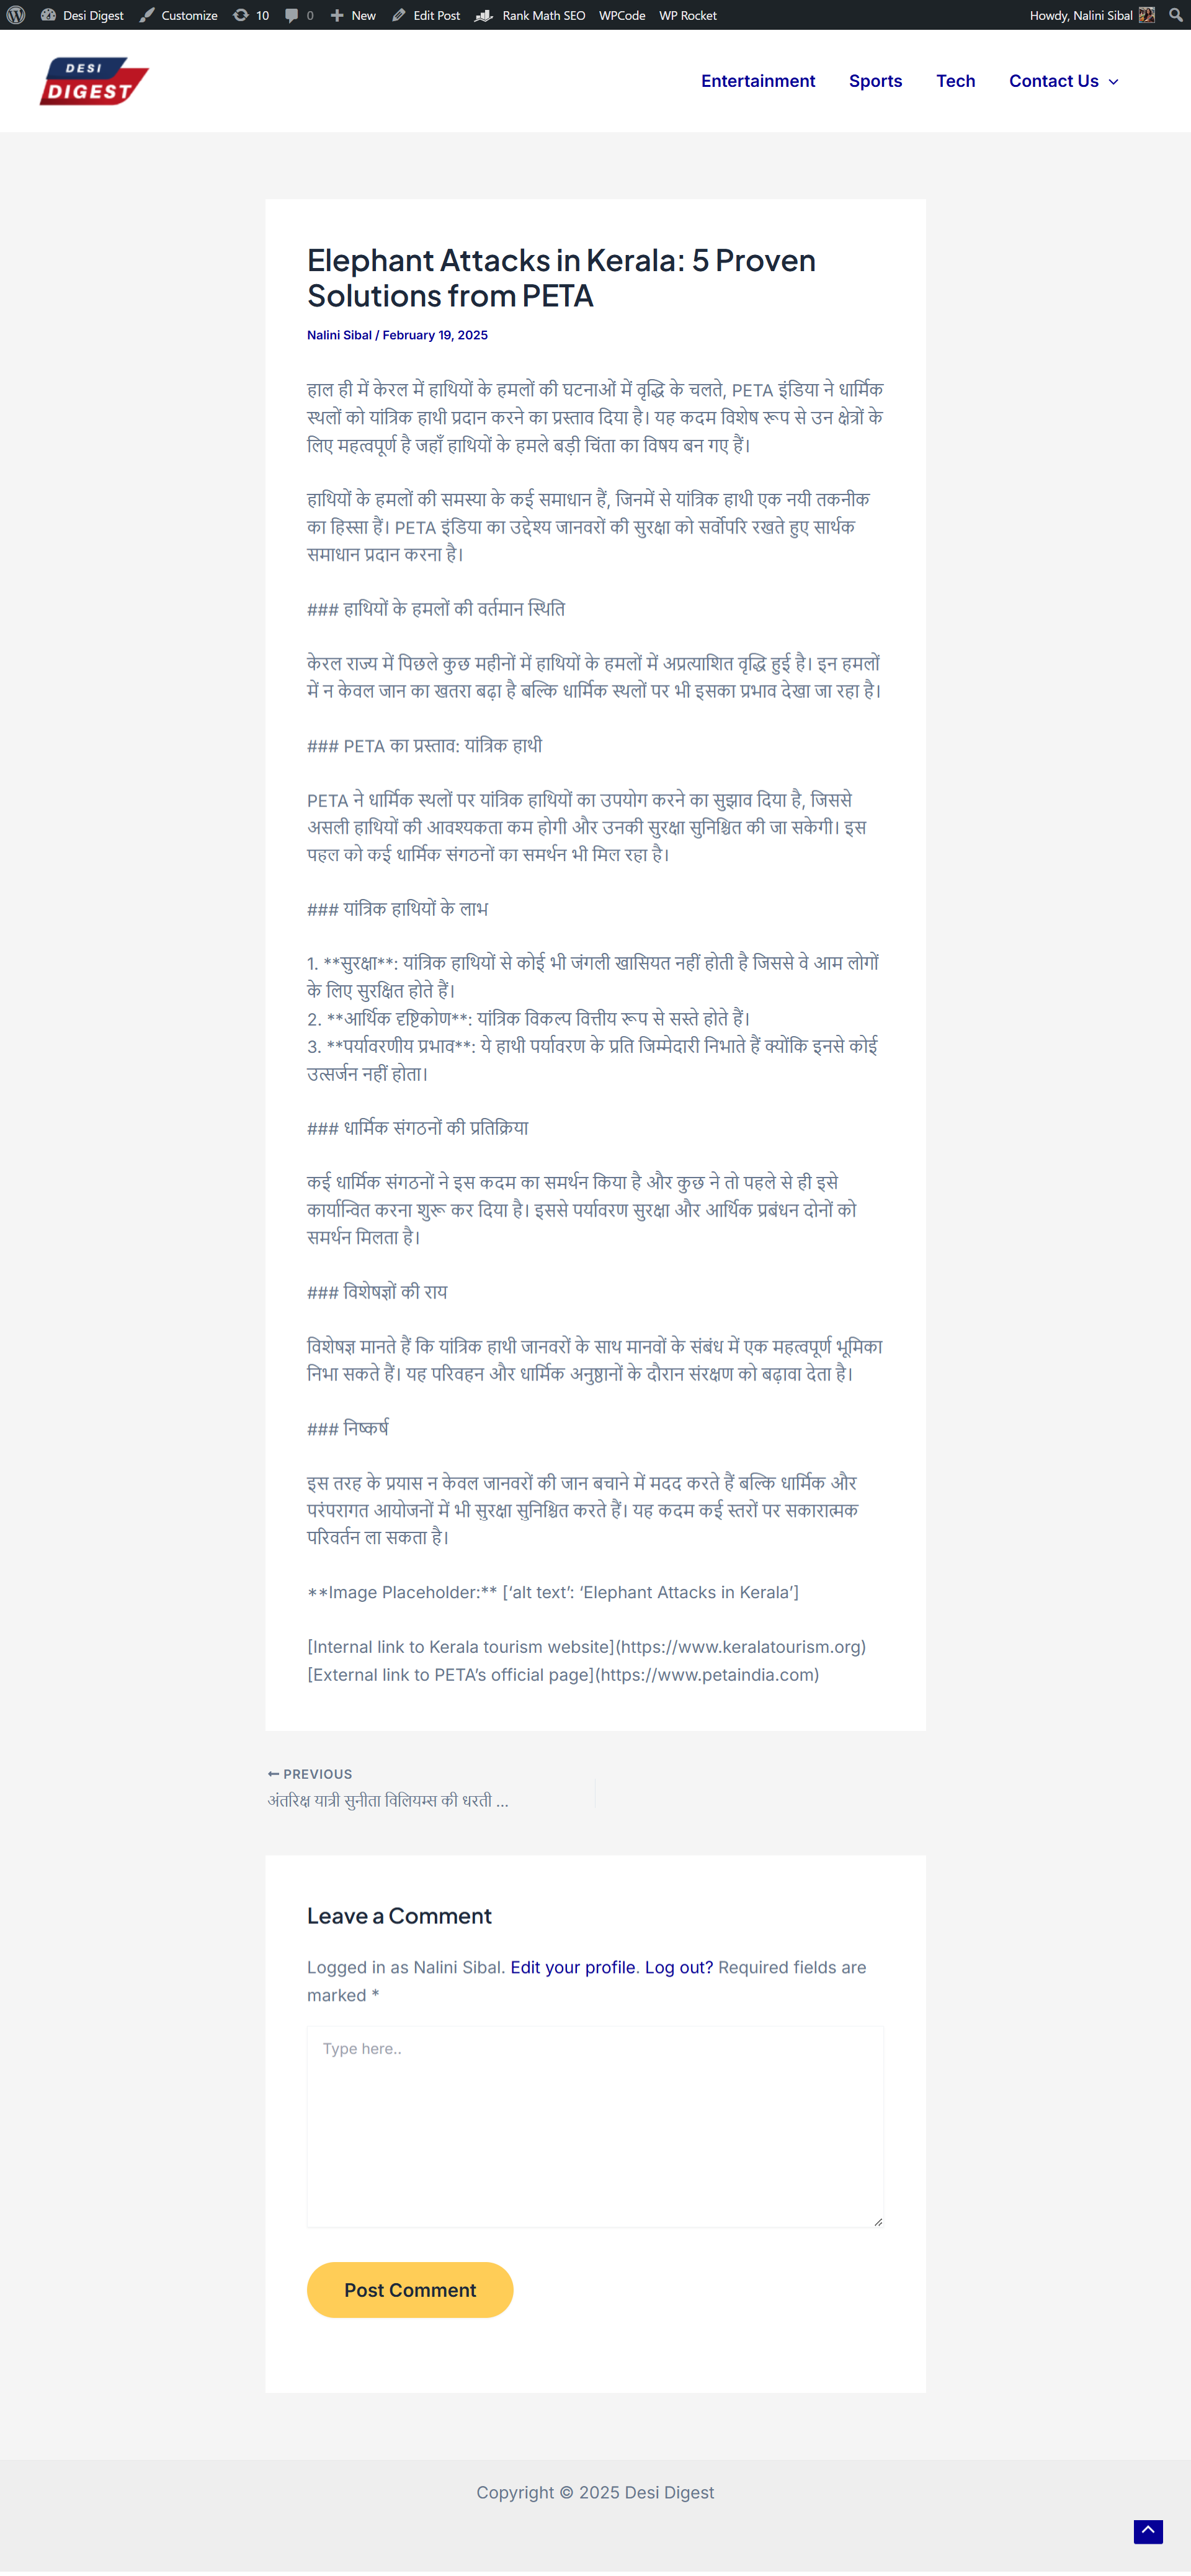 Desi Digest Customize 10 0 New Edit Post Rank Math SEO WPCode WP Rocket Howdy, Nalini Sibal
DESI
DIGEST
Entertainment Sports Tech Contact Us
Elephant Attacks in Kerala: 5 Proven
Solutions from PETA
Nalini Sibal / February 19, 2025
हाल ही में केरल में हाथियों के हमलों की घटनाओं में वृद्धि के चलते, PETA इंडिया ने धार्मिक
स्थलों को यांत्रिक हाथी प्रदान करने का प्रस्ताव दिया है। यह कदम विशेष रूप से उन क्षेत्रों के
लिए महत्वपूर्ण है जहाँ हाथियों के हमले बड़ी चिंता का विषय बन गए हैं।
हाथियों के हमलों की समस्या के कई समाधान हैं, जिनमें से यांत्रिक हाथी एक नयी तकनीक
का हिस्सा हैं। PETA इंडिया का उद्देश्य जानवरों की सुरक्षा को सर्वोपरि रखते हुए सार्थक
समाधान प्रदान करना है।
### हाथियों के हमलों की वर्तमान स्थिति
केरल राज्य में पिछले कुछ महीनों में हाथियों के हमलों में अप्रत्याशित वृद्धि हुई है। इन हमलों
में न केवल जान का खतरा बढ़ा है बल्कि धार्मिक स्थलों पर भी इसका प्रभाव देखा जा रहा है।
### PETA का प्रस्ताव: यांत्रिक हाथी
PETA ने धार्मिक स्थलों पर यांत्रिक हाथियों का उपयोग करने का सुझाव दिया है, जिससे
असली हाथियों की आवश्यकता कम होगी और उनकी सुरक्षा सुनिश्चित की जा सकेगी। इस
पहल को कई धार्मिक संगठनों का समर्थन भी मिल रहा है।
### यांत्रिक हाथियों के लाभ
1. **सुरक्षा**: यांत्रिक हाथियों से कोई भी जंगली खासियत नहीं होती है जिससे वे आम लोगों
के लिए सुरक्षित होते हैं।
2. **आर्थिक दृष्टिकोण**: यांत्रिक विकल्प वित्तीय रूप से सस्ते होते हैं।
3. **पर्यावरणीय प्रभाव**: ये हाथी पर्यावरण के प्रति जिम्मेदारी निभाते हैं क्योंकि इनसे कोई
उत्सर्जन नहीं होता।
### धार्मिक संगठनों की प्रतिक्रिया
कई धार्मिक संगठनों ने इस कदम का समर्थन किया है और कुछ ने तो पहले से ही इसे
कार्यान्वित करना शुरू कर दिया है। इससे पर्यावरण सुरक्षा और आर्थिक प्रबंधन दोनों को
समर्थन मिलता है।
### विशेषज्ञों की राय
विशेषज्ञ मानते हैं कि यांत्रिक हाथी जानवरों के साथ मानवों के संबंध में एक महत्वपूर्ण भूमिका
निभा सकते हैं। यह परिवहन और धार्मिक अनुष्ठानों के दौरान संरक्षण को बढ़ावा देता है।
### निष्कर्ष
इस तरह के प्रयास न केवल जानवरों की जान बचाने में मदद करते हैं बल्कि धार्मिक और
परंपरागत आयोजनों में भी सुरक्षा सुनिश्चित करते हैं। यह कदम कई स्तरों पर सकारात्मक
परिवर्तन ला सकता है।
**Image Placeholder:** [‘alt text’: ‘Elephant Attacks in Kerala’]
[Internal link to Kerala tourism website](https://www.keralatourism.org)
[External link to PETA’s official page](https://www.petaindia.com)
← PREVIOUS
अंतरिक्ष यात्री सुनीता विलियम्स की धरती ...
Leave a Comment
Logged in as Nalini Sibal. Edit your profile. Log out? Required fields are
marked *
Type here..
Post Comment
Copyright © 2025 Desi Digest